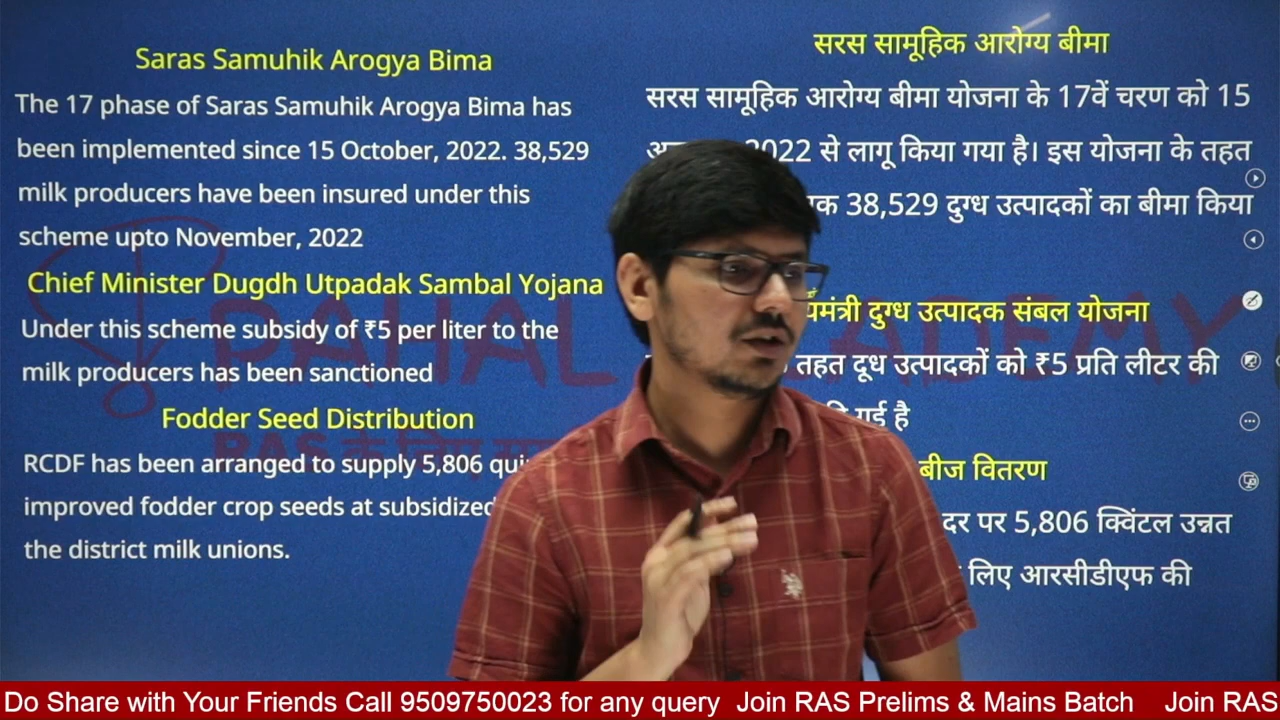 Saras Samuhik Arogya Bima
The 17 phase of Saras Samuhik Arogya Bima has
been implemented since 15 October, 2022. 38,529
milk producers have been insured under this
scheme upto November, 2022
Chief Minister Dugdh Utpadak Sambal Yojana
Under this scheme subsidy of ₹5 per liter to the
milk producers has been sanctioned
Fodder Seed Distribution
RCDF has been arranged to supply 5,806
improved fodder crop seeds at subsidized
the district milk unions.
सरस सामूहिक आरोग्य बीमा
सरस सामूहिक आरोग्य बीमा योजना के 17वें चरण को 15
2022 से लागू किया गया है। इस योजना के तहत
38,529 दुग्ध उत्पादकों का बीमा किया
दुग्ध उत्पादक संबल योजना
तहत दूध उत्पादकों को ₹5 प्रति लीटर की
गई है
बीज वितरण
दर पर 5,806 क्विंटल उन्नत
लिए आरसीडीएफ की
PAHAL ACADEMY
Do Share with Your Friends Call 9509750023 for any query Join RAS Prelims & Mains Batch Join RAS